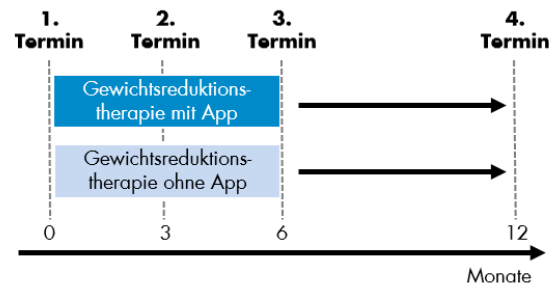 1.
Termin
2.
Termin
3.
Termin
4.
Termin
Gewichtsreduktions-
therapie mit App
Gewichtsreduktions-
therapie ohne App
0
3
6
12
Monate